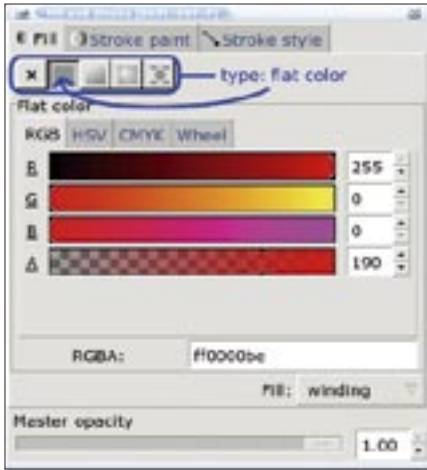 Fill Stroke paint Stroke style
type: flat color
Flat color
RGB HSV CMYK Wheel
R 255
G 0
B 0
A 190
RGBA: ff0000be
Fill: winding
Master opacity
1.00